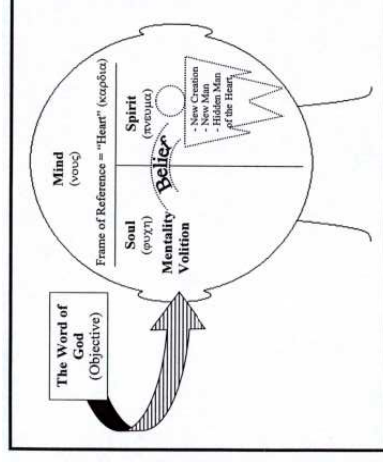 The Word of
God
(Objective)
Mind
(νους)
Frame of Reference = "Heart" (καρδια)
Soul
(φυχη)
Mentality
Volition
Belief
Spirit
(πνευμα)
- New Creation
- New Man
- Hidden Man
of the Heart